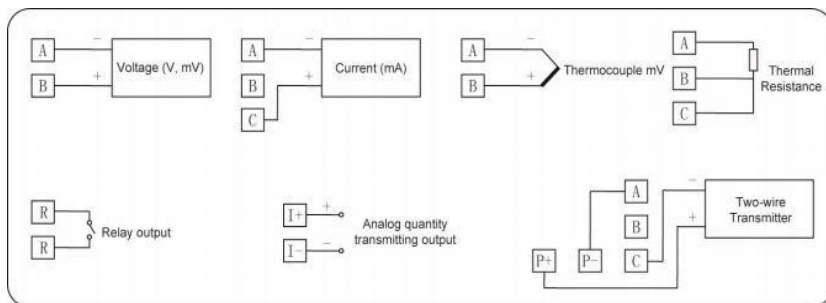 A
−
B
+
Voltage (V, mV)
A
−
B
+
C
Current (mA)
A
−
B
+
Thermocouple mV
A
B
C
Thermal
Resistance
R
R
Relay output
I+
+
I-
−
Analog quantity
transmitting output
A
B
C
P+
P-
−
+
Two-wire
Transmitter